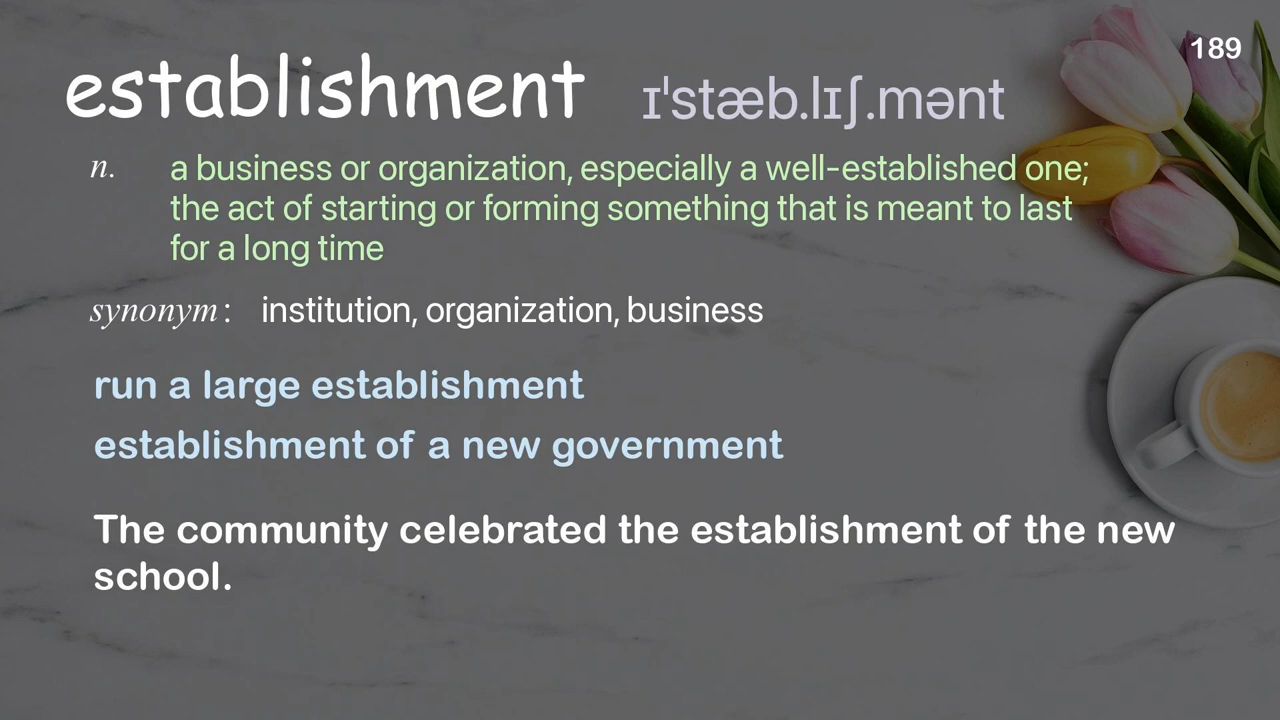 189
establishment ɪˈstæb.lɪʃ.mənt
n. a business or organization, especially a well-established one;
the act of starting or forming something that is meant to last
for a long time
synonym: institution, organization, business
run a large establishment
establishment of a new government
The community celebrated the establishment of the new
school.